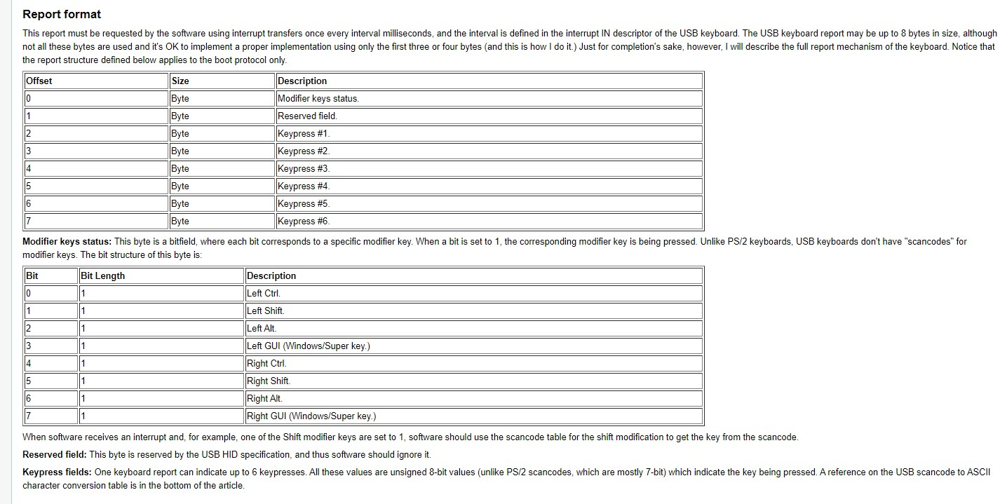 Report format
This report must be requested by the software using interrupt transfers once every interval milliseconds, and the interval is defined in the interrupt IN descriptor of the USB keyboard. The USB keyboard report may be up to 8 bytes in size, although
not all these bytes are used and it's OK to implement a proper implementation using only the first three or four bytes (and this is how I do it.) Just for completion's sake, however, I will describe the full report mechanism of the keyboard. Notice that
the report structure defined below applies to the boot protocol only.
Offset Size Description
0 Byte Modifier keys status.
1 Byte Reserved field.
2 Byte Keypress #1.
3 Byte Keypress #2.
4 Byte Keypress #3.
5 Byte Keypress #4.
6 Byte Keypress #5.
7 Byte Keypress #6.
Modifier keys status: This byte is a bitfield, where each bit corresponds to a specific modifier key. When a bit is set to 1, the corresponding modifier key is being pressed. Unlike PS/2 keyboards, USB keyboards don't have "scancodes" for
modifier keys. The bit structure of this byte is:
Bit Bit Length Description
0 1 Left Ctrl.
1 1 Left Shift.
2 1 Left Alt.
3 1 Left GUI (Windows/Super key.)
4 1 Right Ctrl.
5 1 Right Shift.
6 1 Right Alt.
7 1 Right GUI (Windows/Super key.)
When software receives an interrupt and, for example, one of the Shift modifier keys are set to 1, software should use the scancode table for the shift modification to get the key from the scancode.
Reserved field: This byte is reserved by the USB HID specification, and thus software should ignore it.
Keypress fields: One keyboard report can indicate up to 6 keypresses. All these values are unsigned 8-bit values (unlike PS/2 scancodes, which are mostly 7-bit) which indicate the key being pressed. A reference on the USB scancode to ASCII
character conversion table is in the bottom of the article.